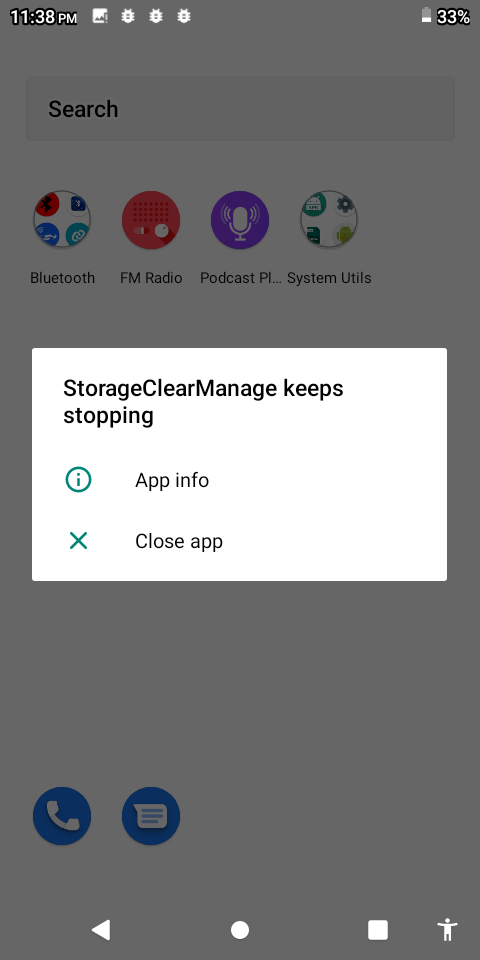 11:38 PM 33%
Search
Bluetooth FM Radio Podcast Pl... System Utils
StorageClearManage keeps
stopping
App info
Close app